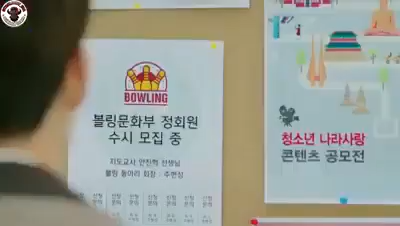 BOWLING
볼링문화부 정회원
수시 모집 중
지도교사 안진혁 선생님
볼링 동아리 회장 : 주현성
청소년 나라사랑
콘텐츠 공모전